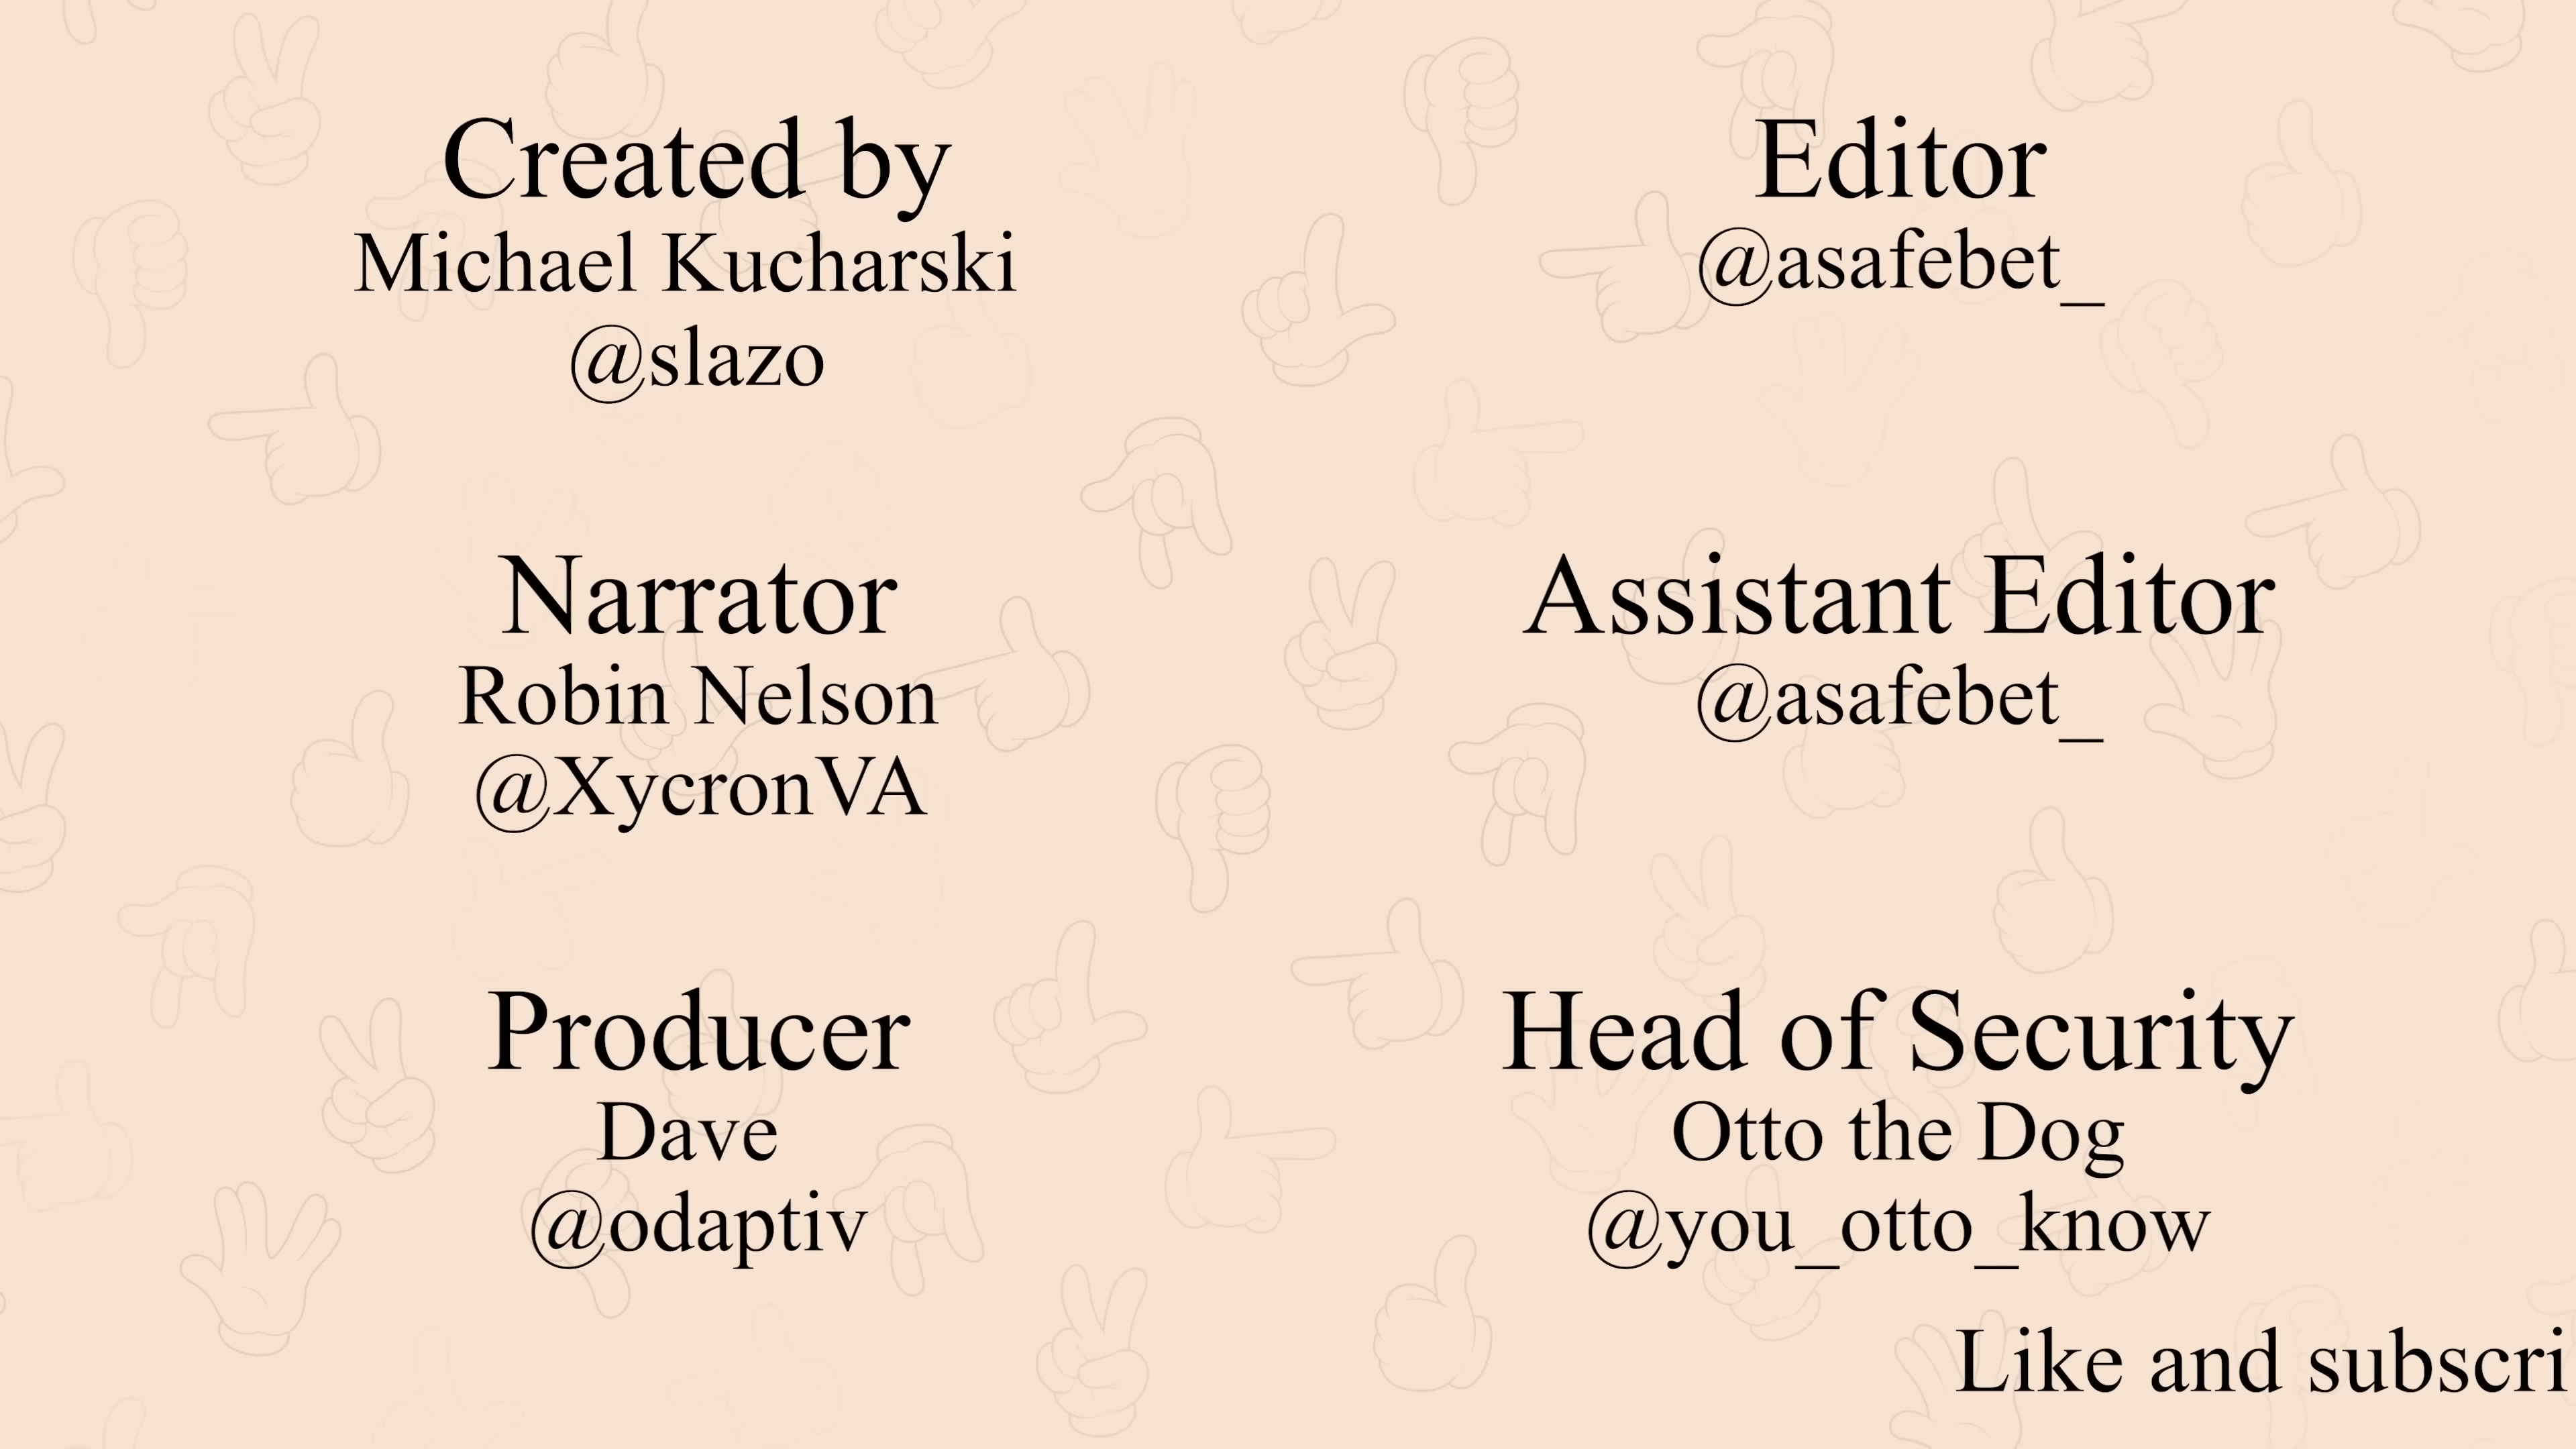 Created by
Michael Kucharski
@slazo
Editor
@asafebet_
Narrator
Robin Nelson
@XycronVA
Assistant Editor
@asafebet_
Producer
Dave
@odaptiv
Head of Security
Otto the Dog
@you_otto_know
Like and subscri